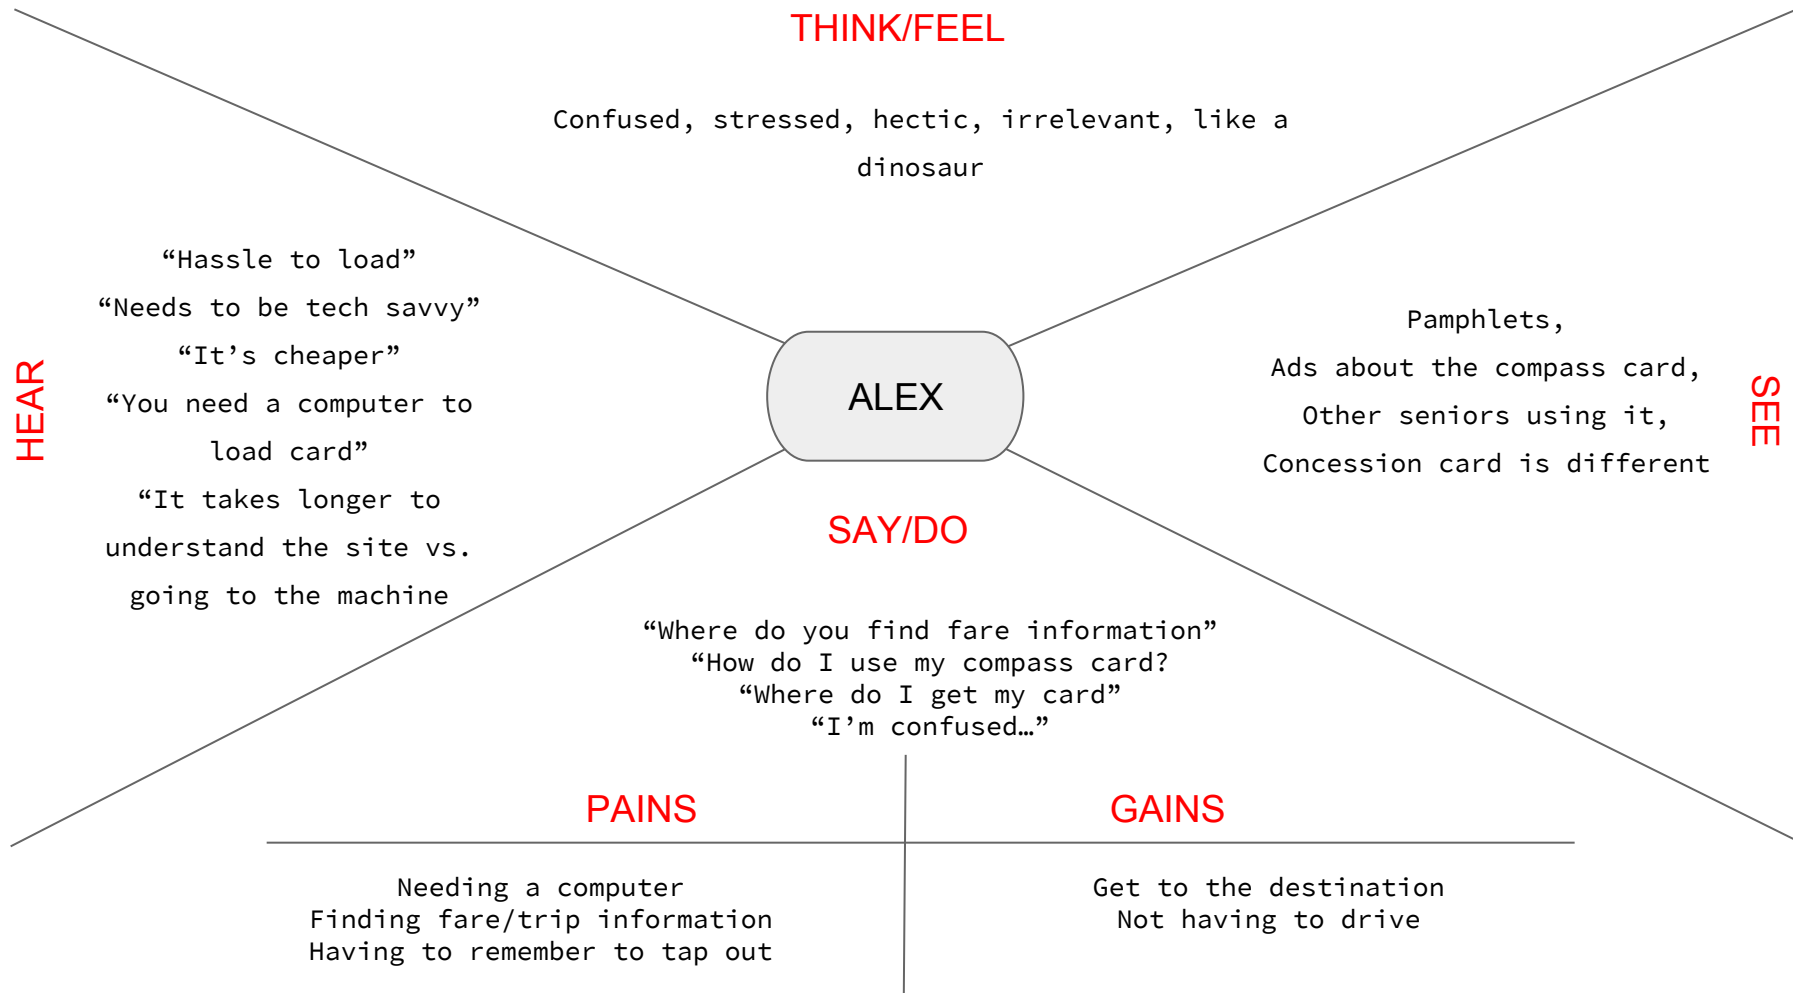 THINK/FEEL
Confused, stressed, hectic, irrelevant, like a
dinosaur
HEAR
“Hassle to load”
“Needs to be tech savvy”
“It’s cheaper”
“You need a computer to
load card”
“It takes longer to
understand the site vs.
going to the machine
ALEX
SEE
Pamphlets,
Ads about the compass card,
Other seniors using it,
Concession card is different
SAY/DO
“Where do you find fare information”
“How do I use my compass card?
“Where do I get my card”
“I’m confused…”
PAINS
Needing a computer
Finding fare/trip information
Having to remember to tap out
GAINS
Get to the destination
Not having to drive